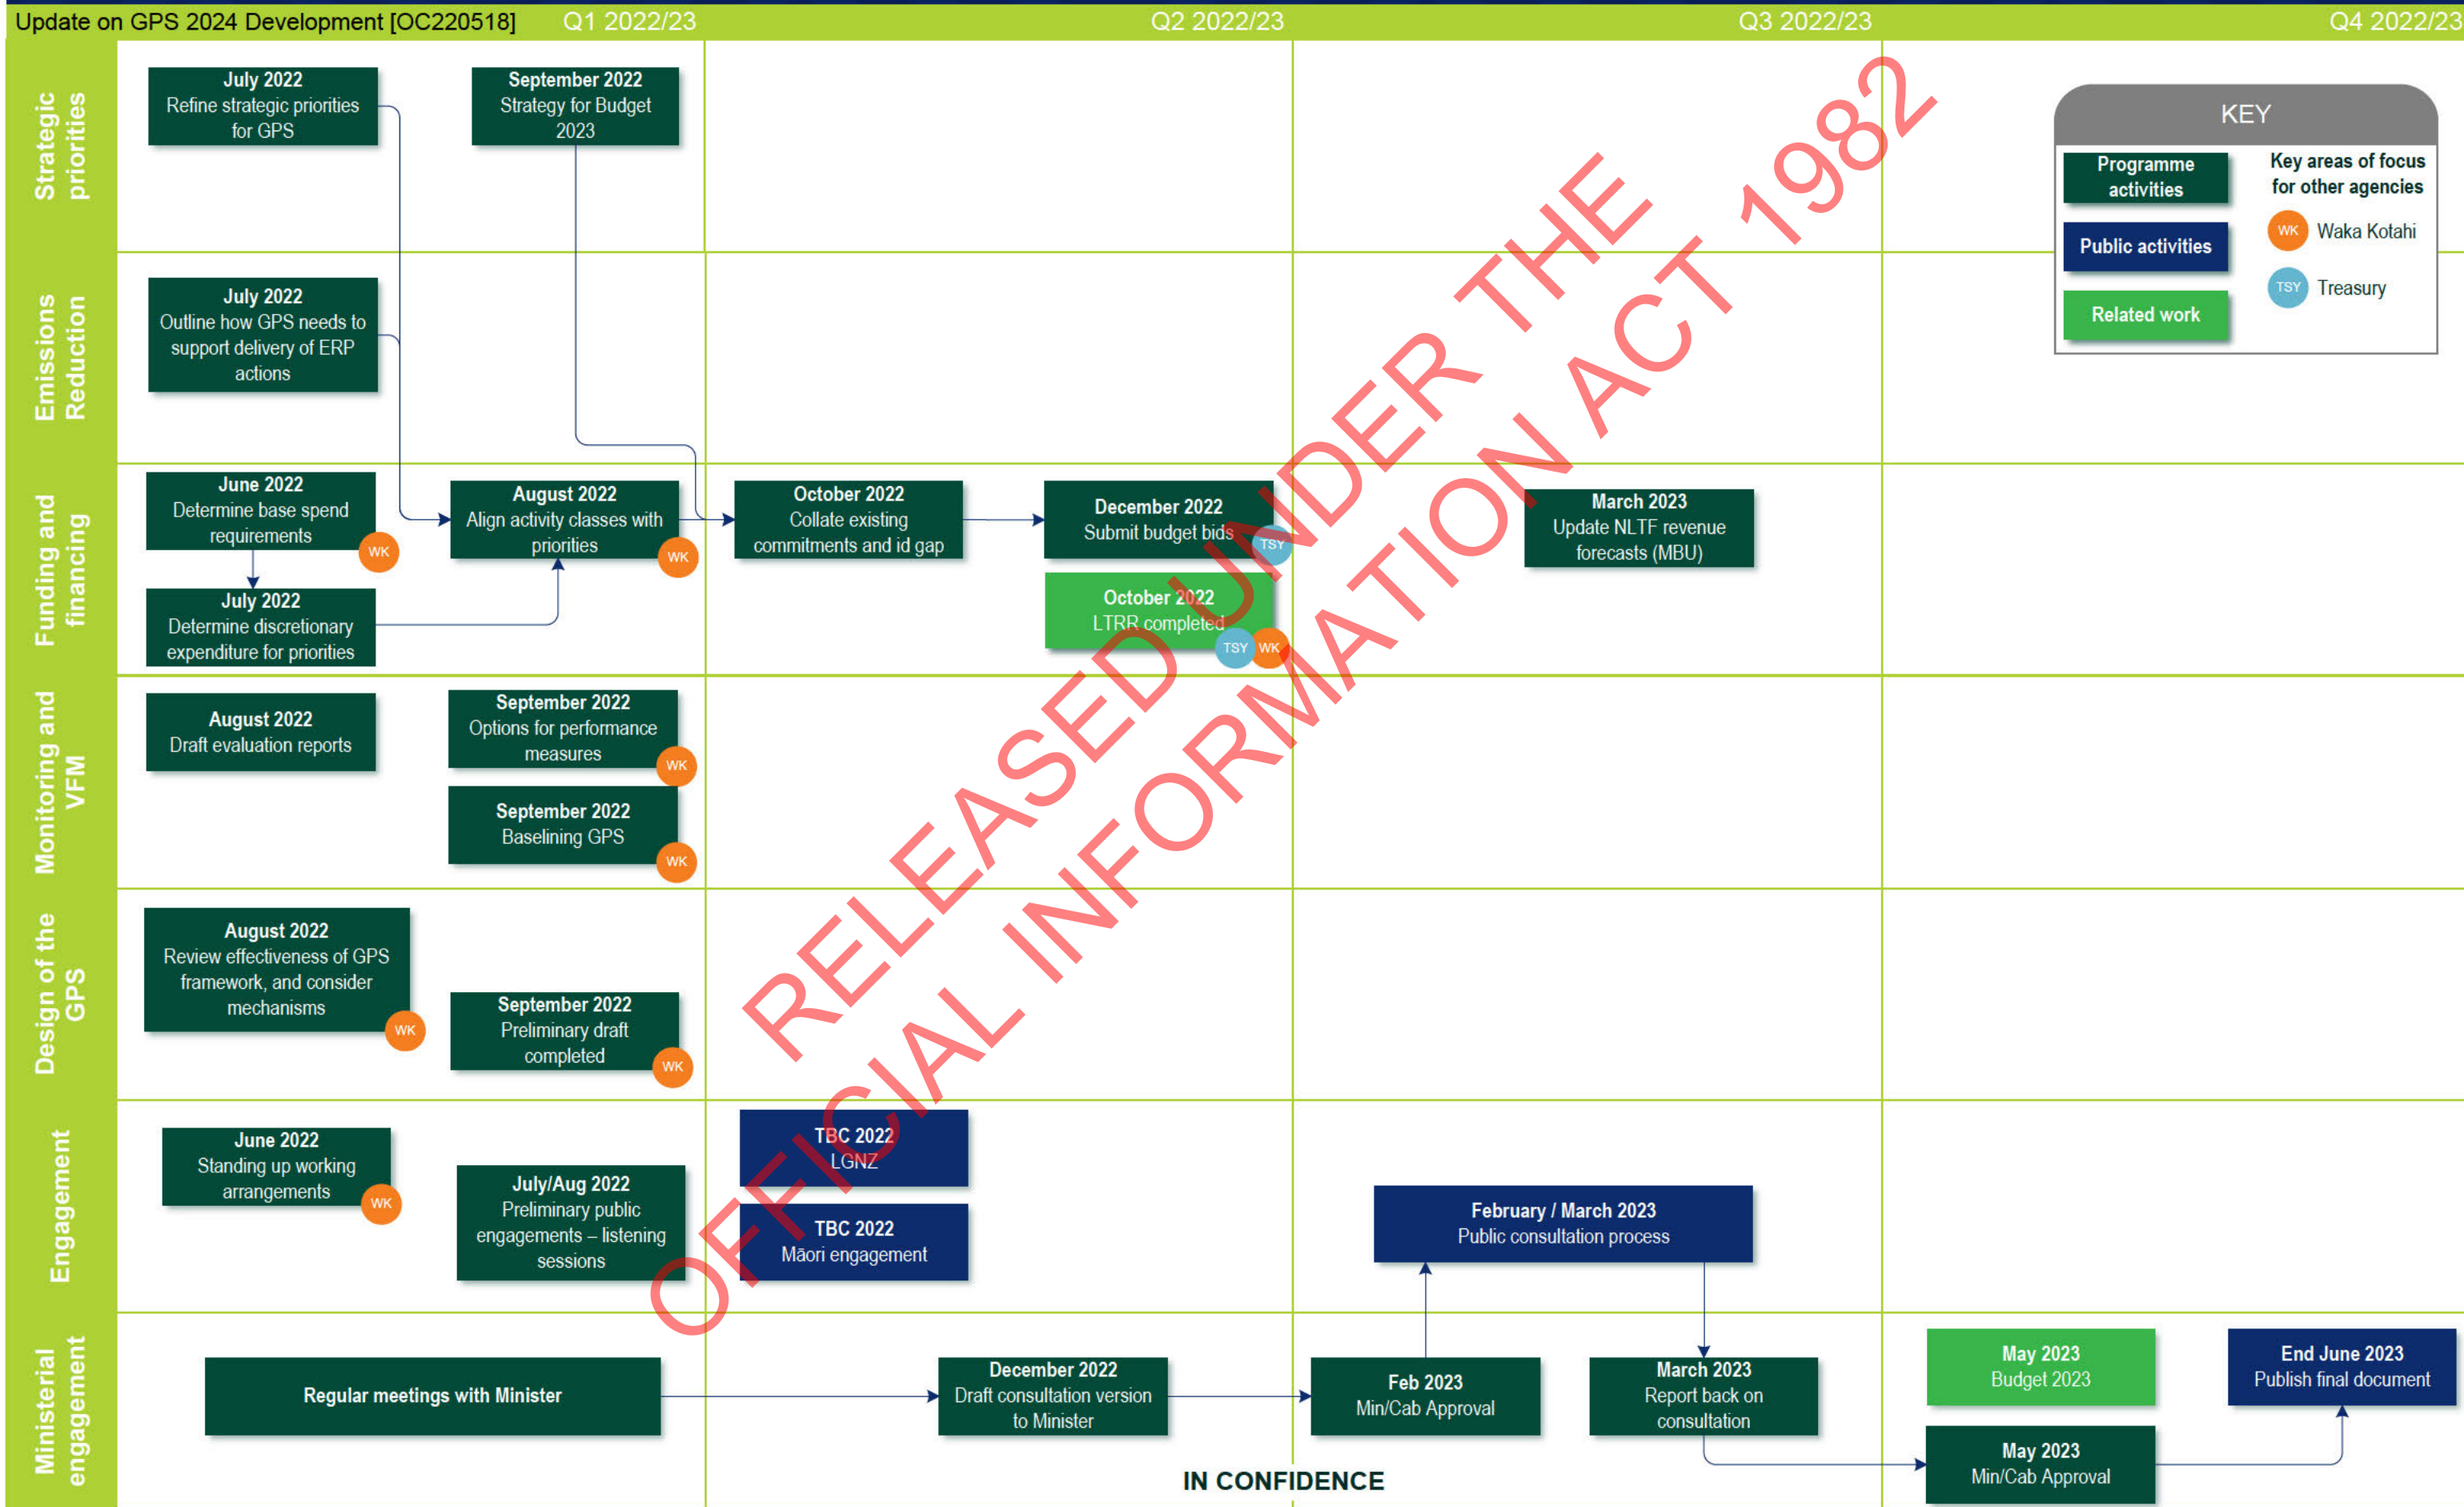 Update on GPS 2024 Development [OC220518]
Q1 2022/23
Q2 2022/23
Q3 2022/23
Q4 2022/23
Strategic
priorities
July 2022
Refine strategic priorities
for GPS
September 2022
Strategy for Budget
2023
KEY
Programme
activities
Public activities
Related work
Key areas of focus
for other agencies
WK
Waka Kotahi
TSY
Treasury
Emissions
Reduction
July 2022
Outline how GPS needs to
support delivery of ERP
actions
Funding and
financing
June 2022
Determine base spend
requirements
WK
July 2022
Determine discretionary
expenditure for priorities
August 2022
Align activity classes with
priorities
WK
October 2022
Collate existing
commitments and id gap
December 2022
Submit budget bids
TSY
October 2022
LTRR completed
TSY
WK
March 2023
Update NLTF revenue
forecasts (MBU)
Monitoring and
VFM
August 2022
Draft evaluation reports
September 2022
Options for performance
measures
WK
September 2022
Baselining GPS
WK
Design of the
GPS
August 2022
Review effectiveness of GPS
framework, and consider
mechanisms
WK
September 2022
Preliminary draft
completed
WK
Engagement
June 2022
Standing up working
arrangements
WK
July/Aug 2022
Preliminary public
engagements – listening
sessions
TBC 2022
LGNZ
TBC 2022
Māori engagement
February / March 2023
Public consultation process
Ministerial
engagement
Regular meetings with Minister
December 2022
Draft consultation version
to Minister
Feb 2023
Min/Cab Approval
March 2023
Report back on
consultation
May 2023
Budget 2023
May 2023
Min/Cab Approval
End June 2023
Publish final document
IN CONFIDENCE
RELEASED UNDER THE
OFFICIAL INFORMATION ACT 1982